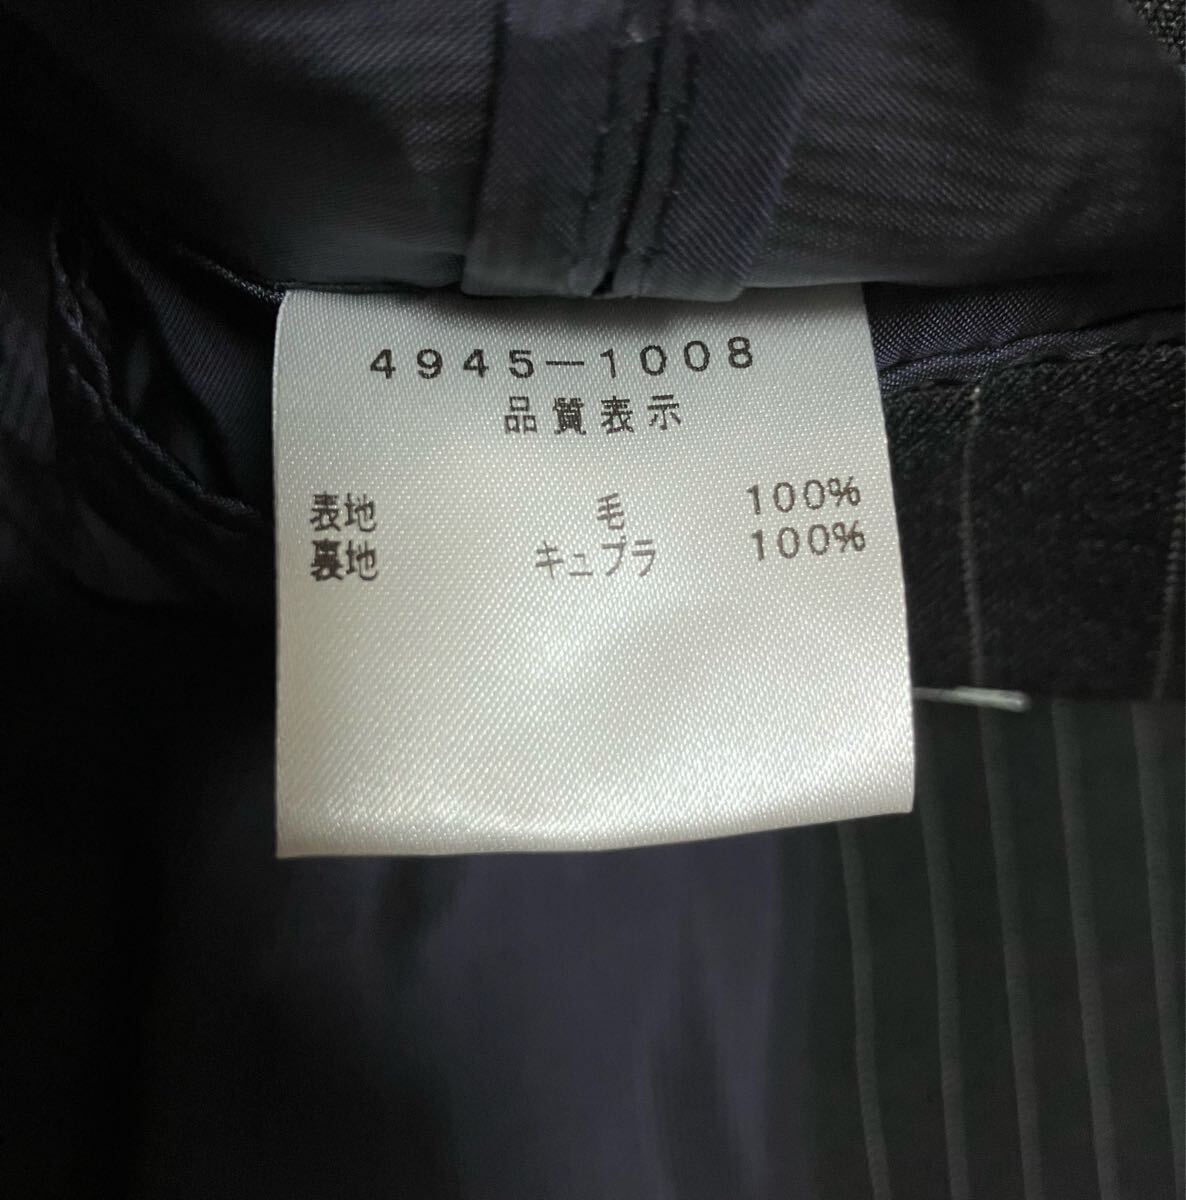 4945-1008
品質表示
表地 毛 100%
裏地 キュプラ 100%